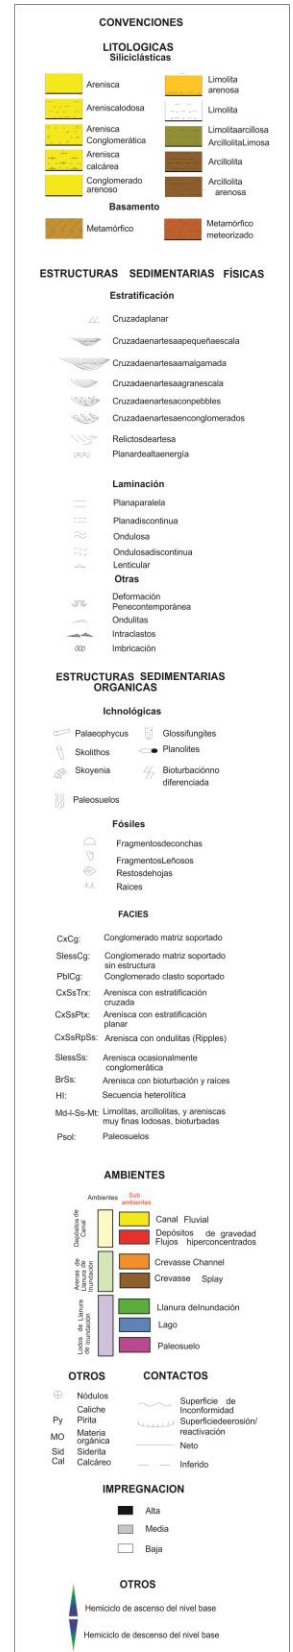 CONVENCIONES
LITOLOGICAS
Siliciclásticas
Arenisca
Limolita
arenosa
Areniscalodosa
Limolita
Arenisca
Conglomerática
Limolitaarcillosa
ArcillolitaLimosa
Arenisca
calcárea
Arcillolita
Conglomerado
arenoso
Arcillolita
arenosa
Basamento
Metamórfico
Metamórfico
meteorizado
ESTRUCTURAS SEDIMENTARIAS FÍSICAS
Estratificación
Cruzadaplanar
Cruzadaenartesaapequeñaescala
Cruzadaenartesaamalgamada
Cruzadaenartesaagranescala
Cruzadaenartesaconpebbles
Cruzadaenartesaenconglomerados
Relictosdeartesa
Planardealtaenergía
Laminación
Planaparalela
Planadiscontinua
Ondulosa
Ondulosadiscontinua
Lenticular
Otras
Deformación
Penecontemporánea
Ondulitas
Intraclastos
Imbricación
ESTRUCTURAS SEDIMENTARIAS
ORGANICAS
Ichnológicas
Palaeophycus
Glossifungites
Skolithos
Planolites
Skoyenia
Bioturbaciónno
diferenciada
Paleosuelos
Fósiles
Fragmentosdeconchas
FragmentosLeñosos
Restosdehojas
Raices
FACIES
CxCg: Conglomerado matriz soportado
SlessCg: Conglomerado matriz soportado
sin estructura
PblCg: Conglomerado clasto soportado
CxSsTrx: Arenisca con estratificación
cruzada
CxSsPtx: Arenisca con estratificación
planar
CxSsRpSs: Arenisca con ondulitas (Ripples)
SlessSs: Arenisca ocasionalmente
conglomerática
BrSs: Arenisca con bioturbación y raíces
Hl: Secuencia heterolítica
Md-l-Ss-Mt: Limolitas, arcillolitas, y areniscas
muy finas lodosas, bioturbadas
Psol: Paleosuelos
AMBIENTES
Ambientes
Sub
ambientes
Depósitos de
Canal
Canal Fluvial
Depósitos de gravedad
Flujos hiperconcentrados
Arenas de
Llanura de
Inundación
Crevasse Channel
Crevasse Splay
Lodos de Llanura
de inundación
Llanura deInundación
Lago
Paleosuelo
OTROS
CONTACTOS
Nódulos
Caliche
Py Pirita
MO Materia
orgánica
Sid Siderita
Cal Calcáreo
Superficie de
Inconformidad
Superficiedeerosión/
reactivación
Neto
Inferido
IMPREGNACION
Alta
Media
Baja
OTROS
Hemiciclo de ascenso del nivel base
Hemiciclo de descenso del nivel base